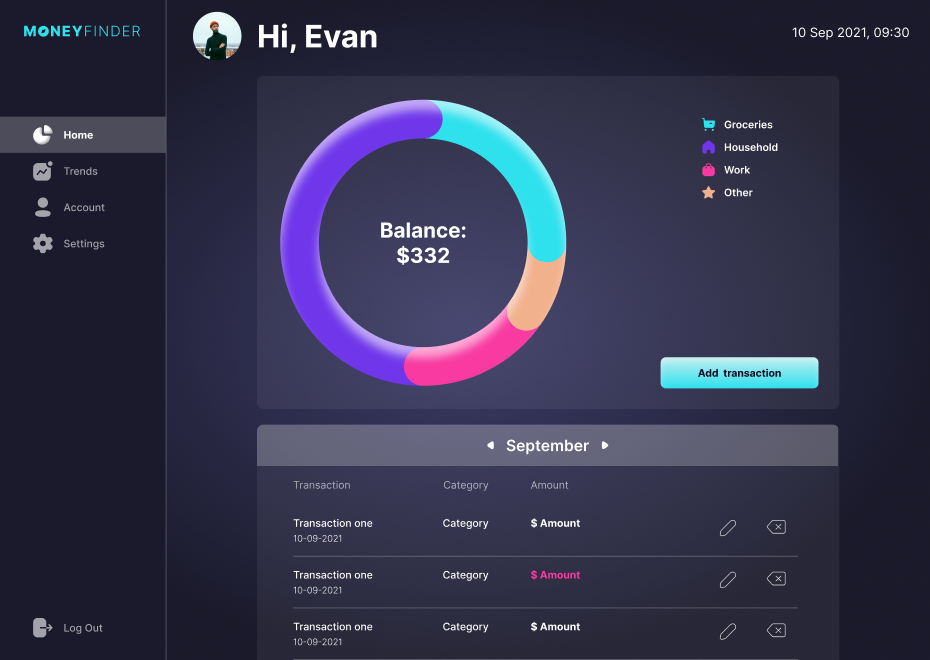 MONEYFINDER
Hi, Evan
10 Sep 2021, 09:30
Home
Trends
Account
Settings
Log Out
Balance:
$332
Groceries
Household
Work
Other
Add transaction
September
Transaction Category Amount
Transaction one Category $ Amount
10-09-2021
Transaction one Category $ Amount
10-09-2021
Transaction one Category $ Amount
10-09-2021